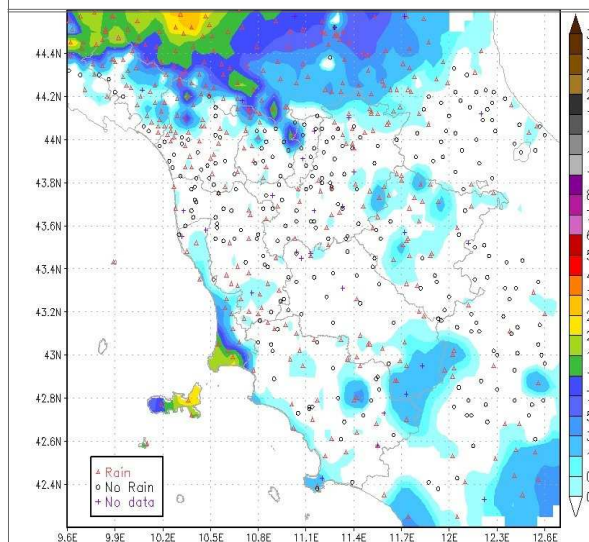 44.4N
44.2N
44N
43.8N
43.6N
43.4N
43.2N
43N
42.8N
42.6N
42.4N
Rain
No Rain
No data
9.6E 9.9E 10.2E 10.5E 10.8E 11.1E 11.4E 11.7E 12E 12.3E 12.6E